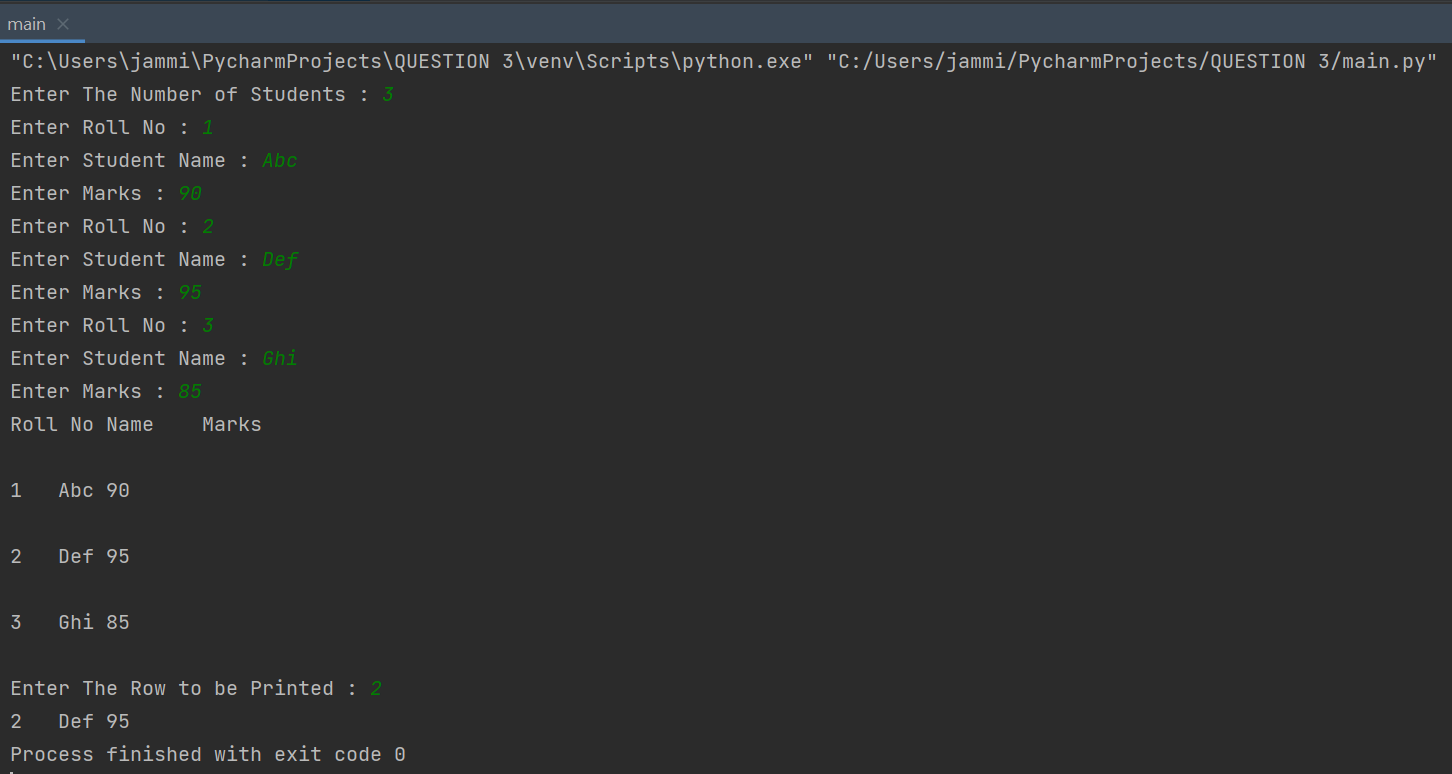 main
"C:\Users\jammi\PycharmProjects\QUESTION 3\venv\Scripts\python.exe" "C:/Users/jammi/PycharmProjects/QUESTION 3/main.py"
Enter The Number of Students : 3
Enter Roll No : 1
Enter Student Name : Abc
Enter Marks : 90
Enter Roll No : 2
Enter Student Name : Def
Enter Marks : 95
Enter Roll No : 3
Enter Student Name : Ghi
Enter Marks : 85
Roll No Name    Marks
1   Abc 90
2   Def 95
3   Ghi 85
Enter The Row to be Printed : 2
2   Def 95
Process finished with exit code 0